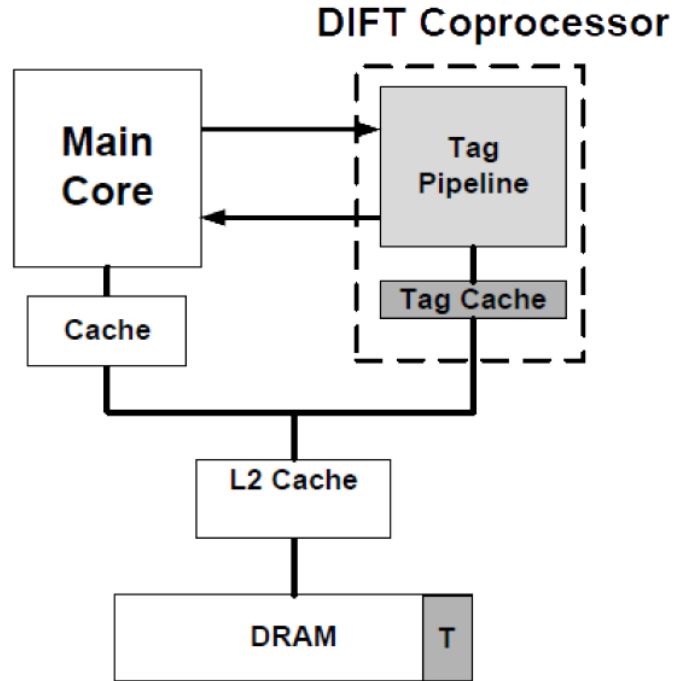 DIFT Coprocessor
Main
Core
Tag
Pipeline
Tag Cache
Cache
L2 Cache
DRAM
T